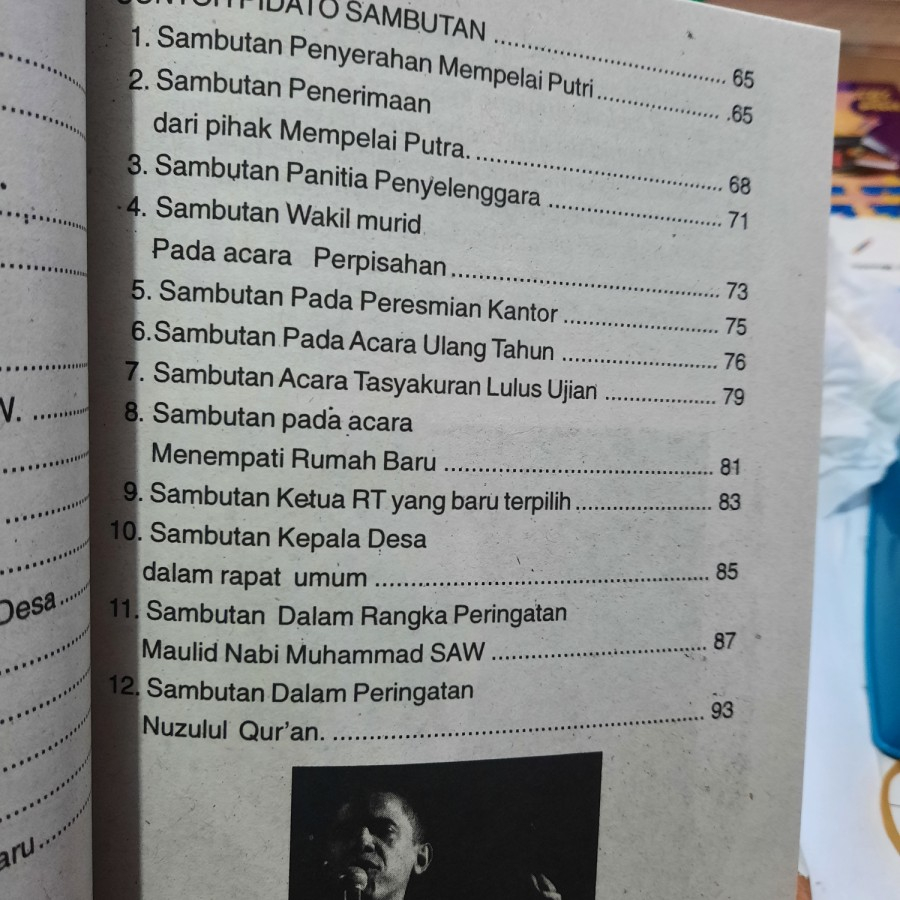 CONTOH PIDATO SAMBUTAN ........ 65
1. Sambutan Penyerahan Mempelai Putri ........ 65
2. Sambutan Penerimaan
dari pihak Mempelai Putra. ........ 68
3. Sambutan Panitia Penyelenggara ........ 71
4. Sambutan Wakil murid
Pada acara Perpisahan ........ 73
5. Sambutan Pada Peresmian Kantor ........ 75
6.Sambutan Pada Acara Ulang Tahun ........ 76
7. Sambutan Acara Tasyakuran Lulus Ujian ........ 79
8. Sambutan pada acara
Menempati Rumah Baru ........ 81
9. Sambutan Ketua RT yang baru terpilih ........ 83
10. Sambutan Kepala Desa
dalam rapat umum ........ 85
11. Sambutan Dalam Rangka Peringatan
Maulid Nabi Muhammad SAW ........ 87
12. Sambutan Dalam Peringatan
Nuzulul Qur'an. ........ 93
Desa ........